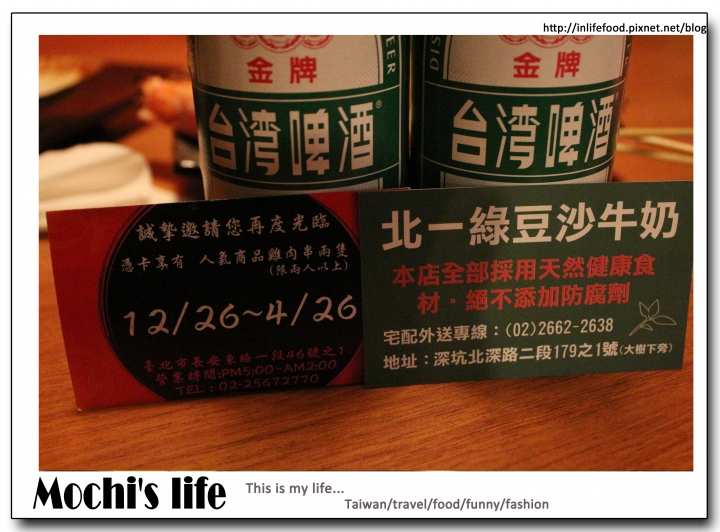 http://inlifefood.pixnet.net/blog
金牌
台湾啤酒®
EER
金牌
台湾啤酒
DIS
誠摯邀請您再度光臨
憑卡享有 人氣商品雞肉串兩隻
(限兩人以上)
12/26~4/26
臺北市長安東路一段46號之1
營業時間:PM5:00~AM2:00
TEL:02-25672770
北一綠豆沙牛奶
本店全部採用天然健康食
材·絕不添加防腐劑
宅配外送專線:(02)2662-2638
地址:深坑北深路二段179之1號(大樹下旁)
Mochi's life
This is my life...
Taiwan/travel/food/funny/fashion